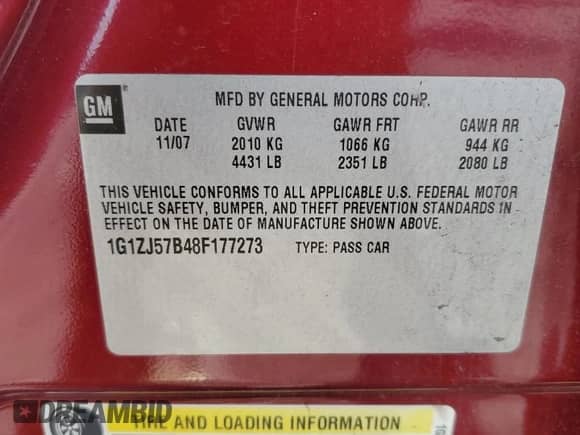 GM
MFD BY GENERAL MOTORS CORP.
DATE GVWR GAWR FRT GAWR RR
11/07 2010 KG 1066 KG 944 KG
4431 LB 2351 LB 2080 LB
THIS VEHICLE CONFORMS TO ALL APPLICABLE U.S. FEDERAL MOTOR
VEHICLE SAFETY, BUMPER, AND THEFT PREVENTION STANDARDS IN
EFFECT ON THE DATE OF MANUFACTURE SHOWN ABOVE.
1G1ZJ57B48F177273 TYPE: PASS CAR
DREAMBID
TIRE AND LOADING INFORMATION